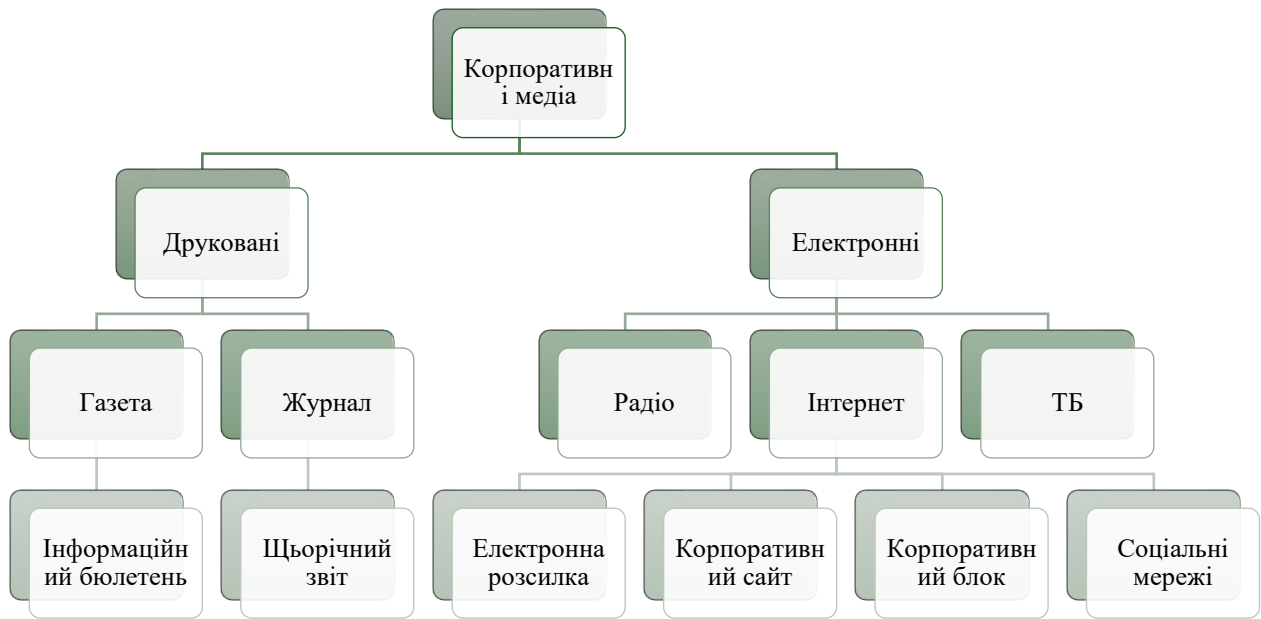 Корпоративн
і медіа
Друковані
Електронні
Газета
Журнал
Радіо
Інтернет
ТБ
Інформаційн
ий бюлетень
Щьорічний
звіт
Електронна
розсилка
Корпоративн
ий сайт
Корпоративн
ий блок
Соціальні
мережі